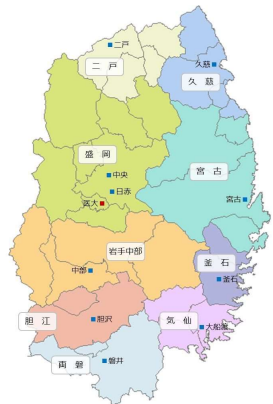 二戸
二 戸
久慈
久 慈
盛 岡
中央
日赤
医大
宮 古
宮古
岩手中部
中部
釜 石
釜石
胆 江
胆沢
気 仙
大船渡
両 磐
磐井